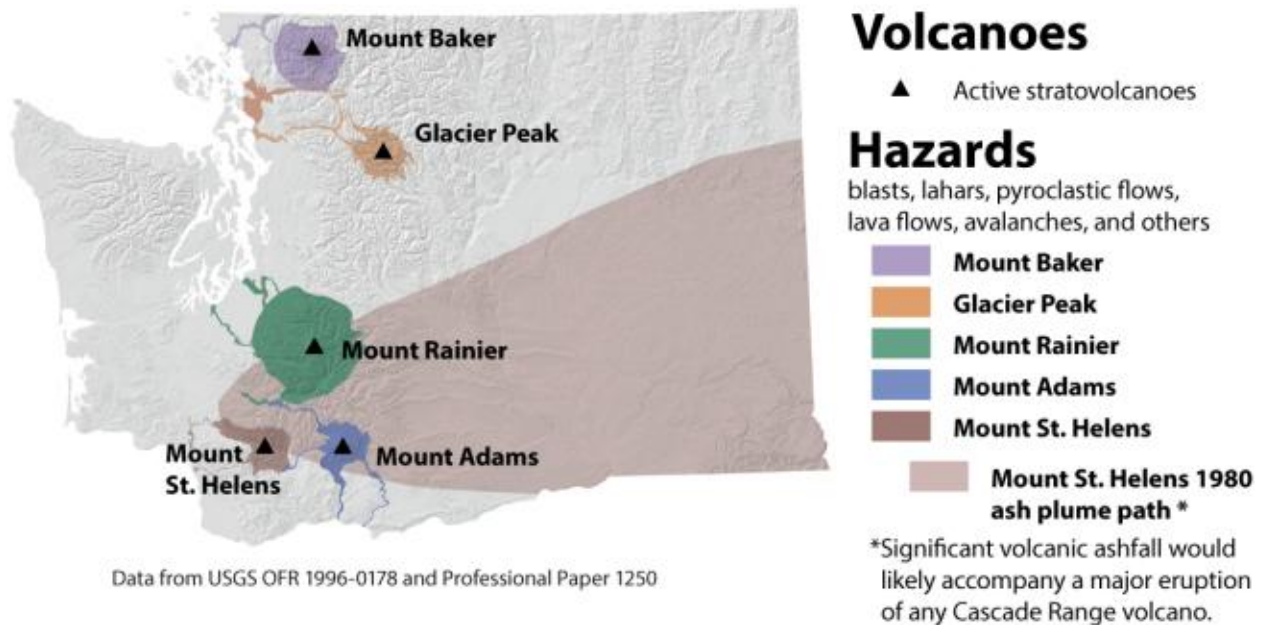 Mount Baker
Glacier Peak
Mount Rainier
Mount
St. Helens
Mount Adams
Data from USGS OFR 1996-0178 and Professional Paper 1250
Volcanoes
Active stratovolcanoes
Hazards
blasts, lahars, pyroclastic flows,
lava flows, avalanches, and others
Mount Baker
Glacier Peak
Mount Rainier
Mount Adams
Mount St. Helens
Mount St. Helens 1980
ash plume path *
*Significant volcanic ashfall would
likely accompany a major eruption
of any Cascade Range volcano.